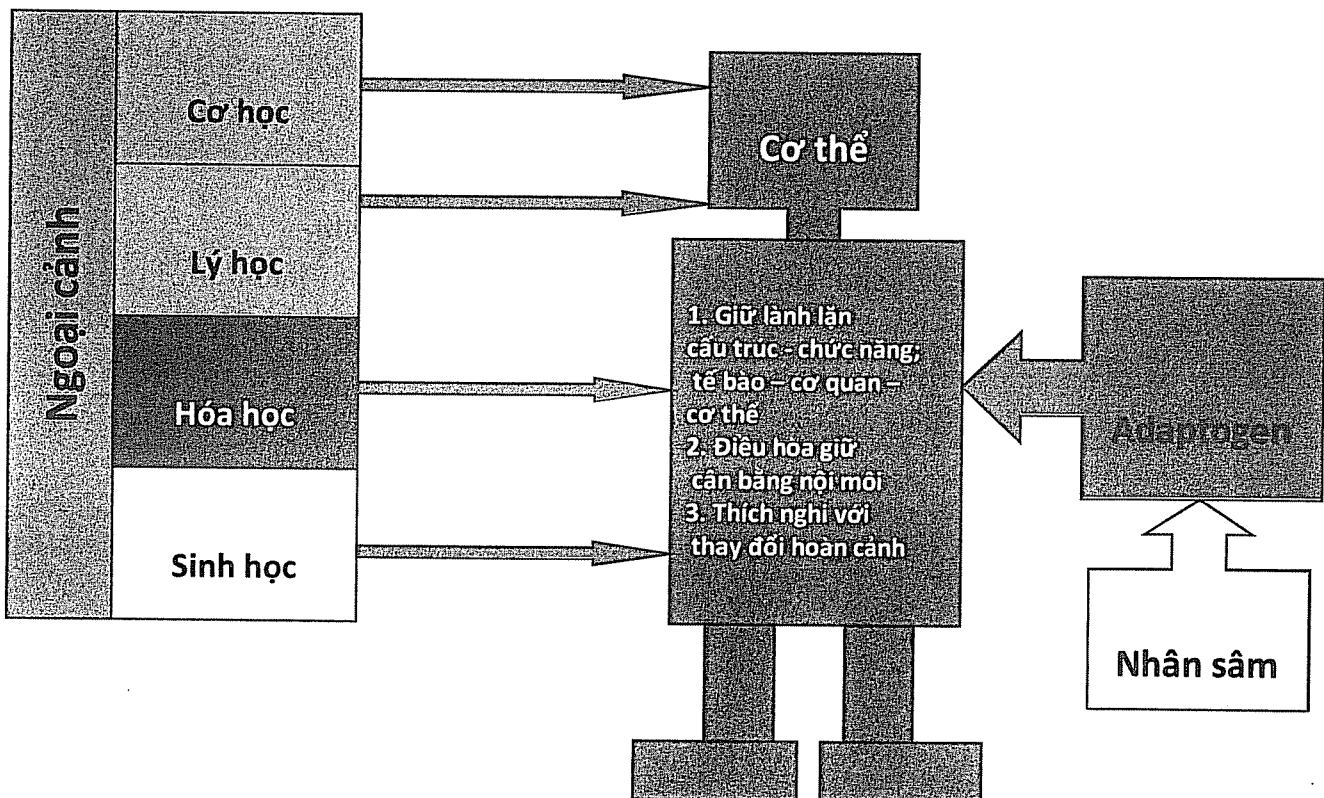 Ngoại cảnh
Cơ học
Lý học
Hóa học
Sinh học
Cơ thể
1. Giữ lành lặn
cấu trúc - chức năng;
tế bào – cơ quan –
cơ thể
2. Điều hòa giữ
cân bằng nội môi
3. Thích nghi với
thay đổi hoàn cảnh
Adaptogen
Nhân sâm